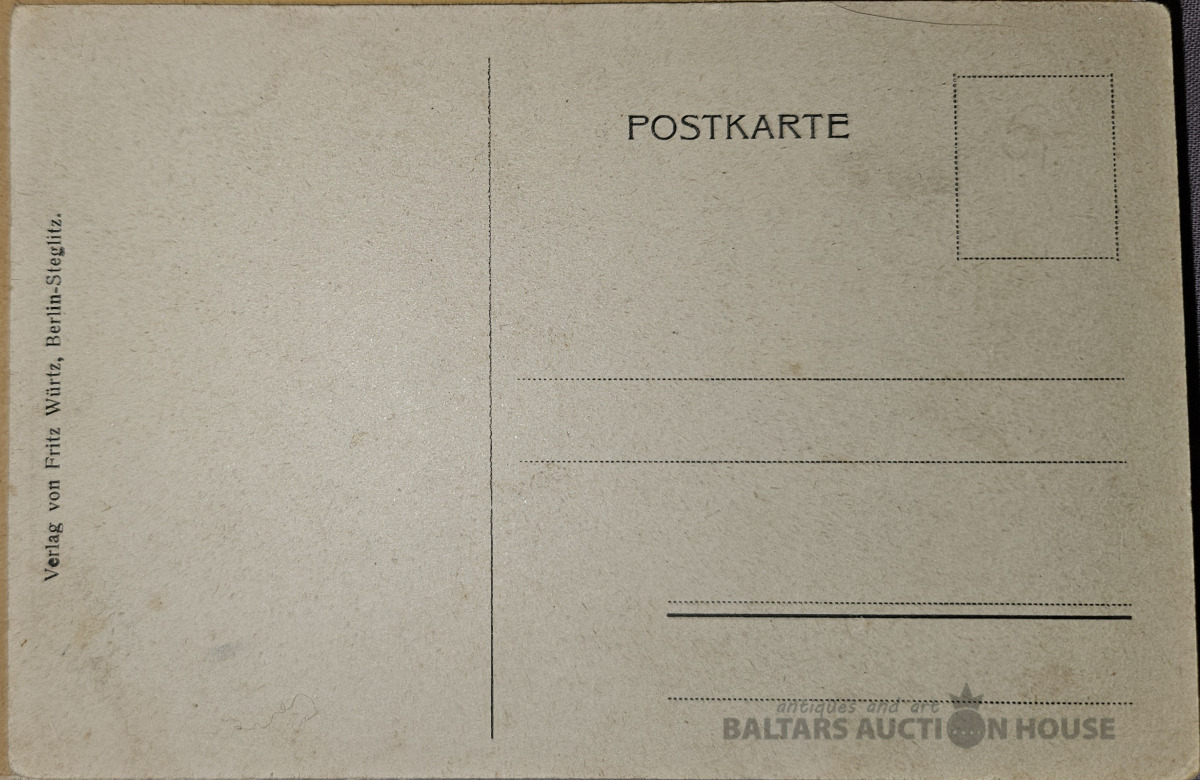 POSTKARTE
Verlag von Fritz Würtz, Berlin-Steglitz.
antiques and art
BALTARS AUCTION HOUSE